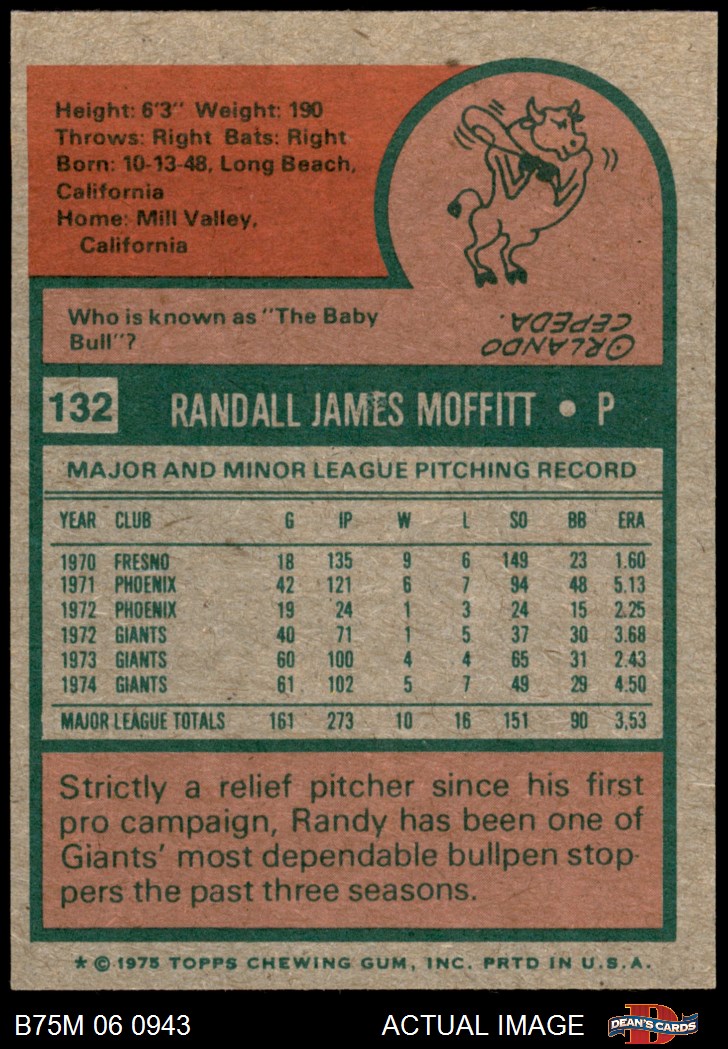 Height: 6'3" Weight: 190
Throws: Right Bats: Right
Born: 10-13-48, Long Beach,
California
Home: Mill Valley,
California
Who is known as "The Baby
Bull"?
ORLANDO
CEPEDA.
132 RANDALL JAMES MOFFITT • P
MAJOR AND MINOR LEAGUE PITCHING RECORD
YEAR CLUB G IP W L SO BB ERA
1970 FRESNO 18 135 9 6 149 23 1.60
1971 PHOENIX 42 121 6 7 94 48 5.13
1972 PHOENIX 19 24 1 3 24 15 2.25
1972 GIANTS 40 71 1 5 37 30 3.68
1973 GIANTS 60 100 4 4 65 31 2.43
1974 GIANTS 61 102 5 7 49 29 4.50
MAJOR LEAGUE TOTALS 161 273 10 16 151 90 3.53
Strictly a relief pitcher since his first
pro campaign, Randy has been one of
Giants' most dependable bullpen stop-
pers the past three seasons.
* © 1975 TOPPS CHEWING GUM, INC. PRTD IN U.S.A.
B75M 06 0943 ACTUAL IMAGE D DEAN'S CARDS